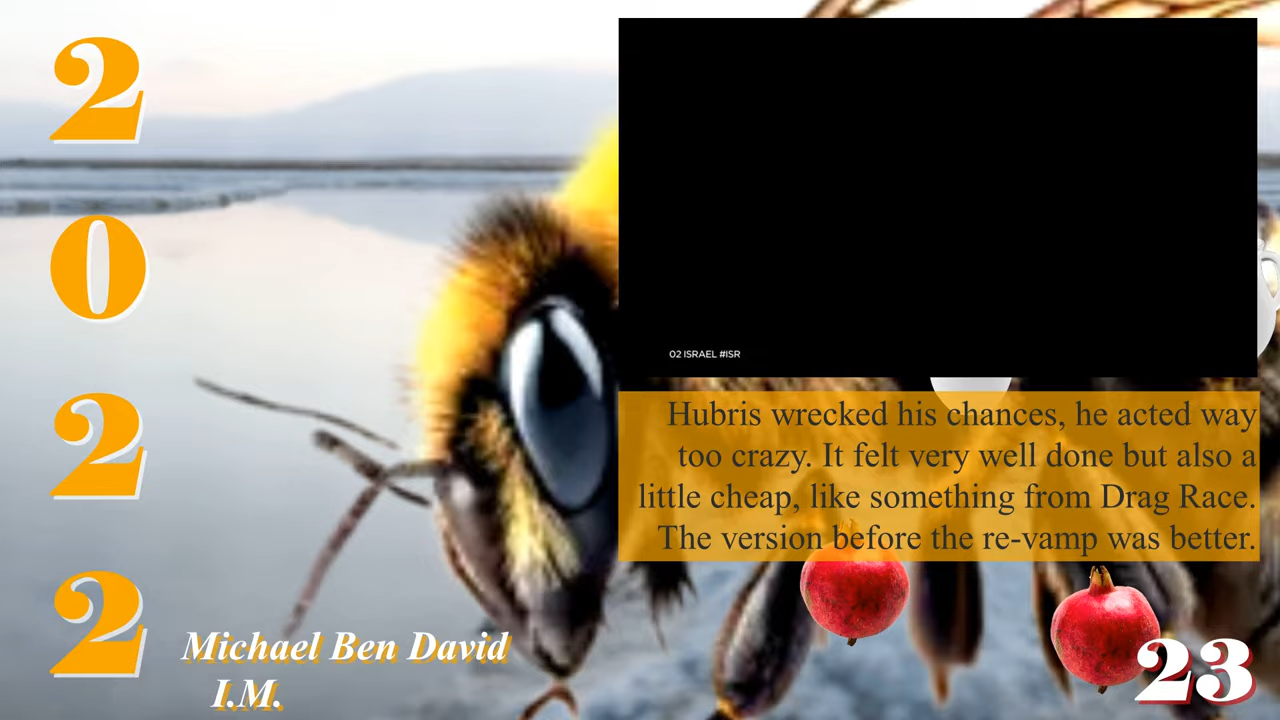 2
0
2
2
Michael Ben David
I.M.
02 ISRAEL #ISR
Hubris wrecked his chances, he acted way
too crazy. It felt very well done but also a
little cheap, like something from Drag Race.
The version before the re-vamp was better.
23